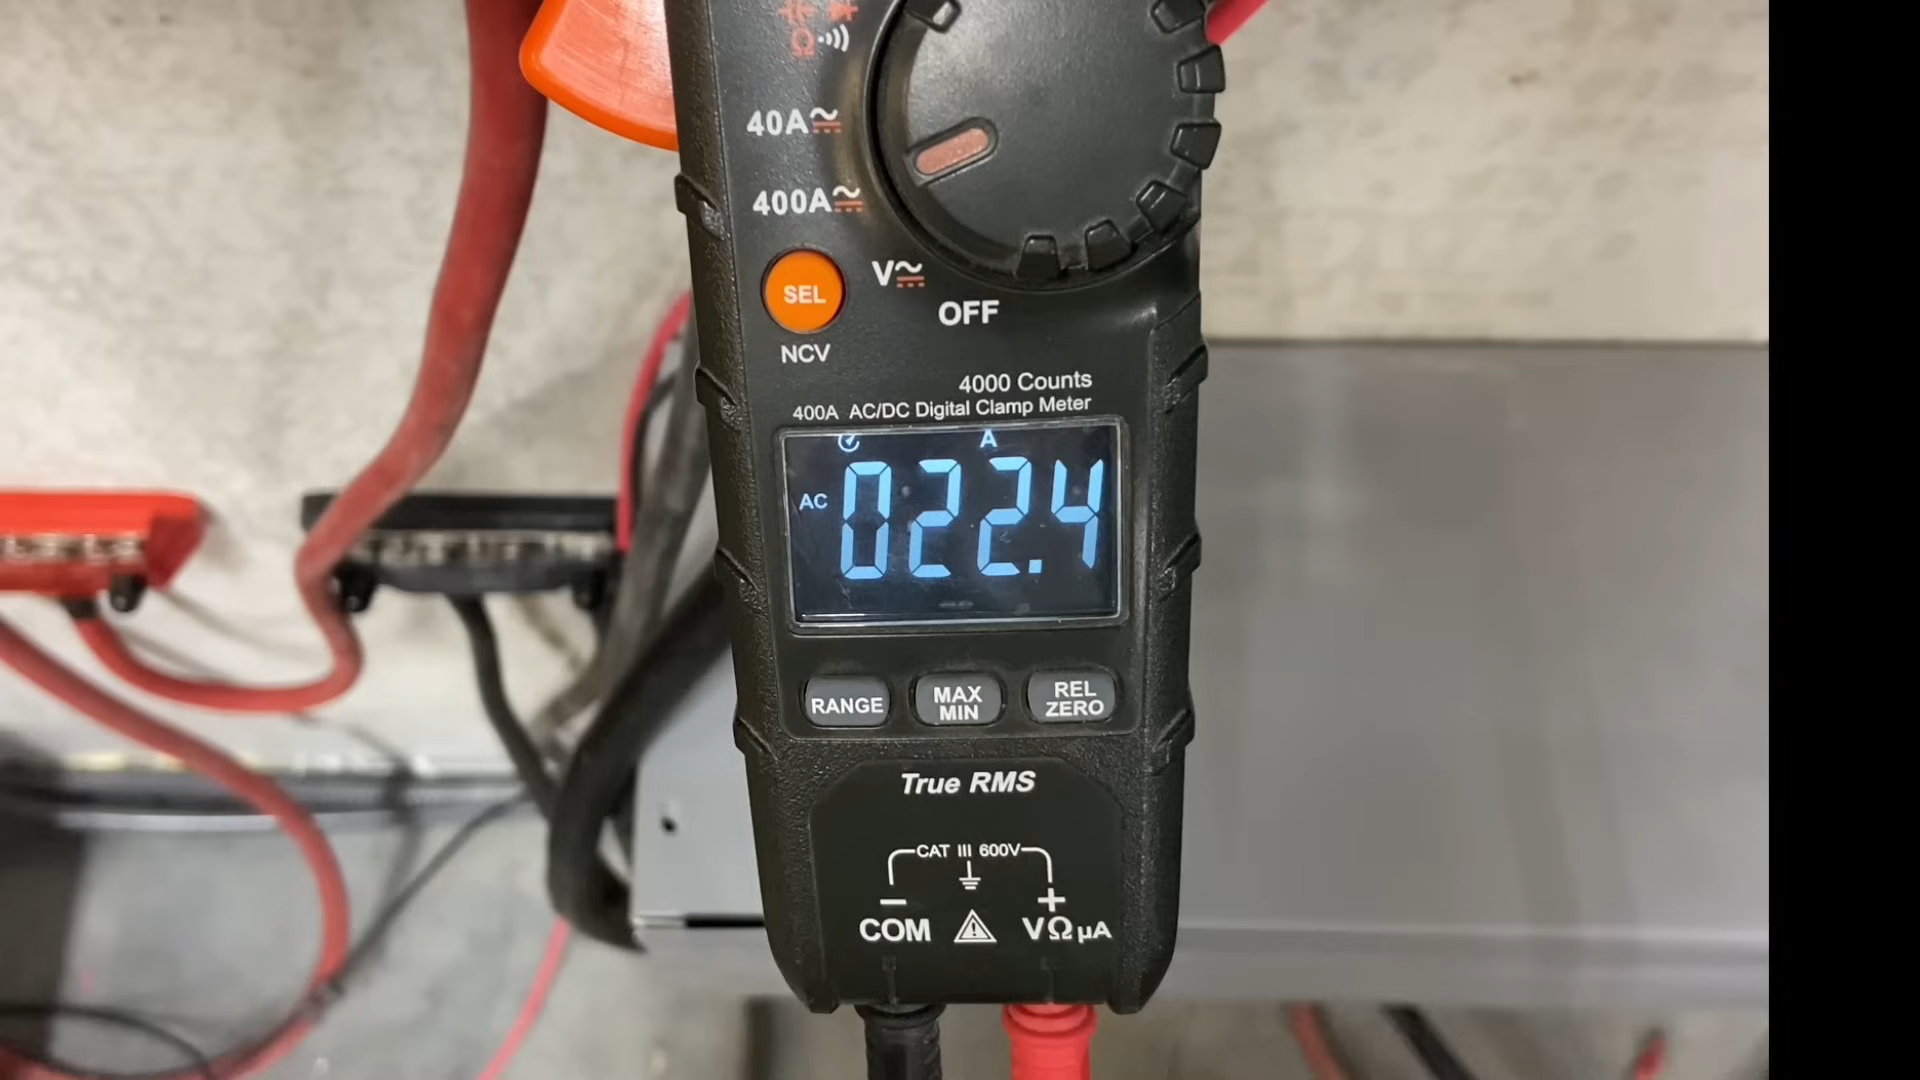 Ω
40A
400A
SEL
V
OFF
NCV
4000 Counts
400A AC/DC Digital Clamp Meter
A
AC 022.4
RANGE
MAX
MIN
REL
ZERO
True RMS
CAT III 600V
− +
COM VΩμA